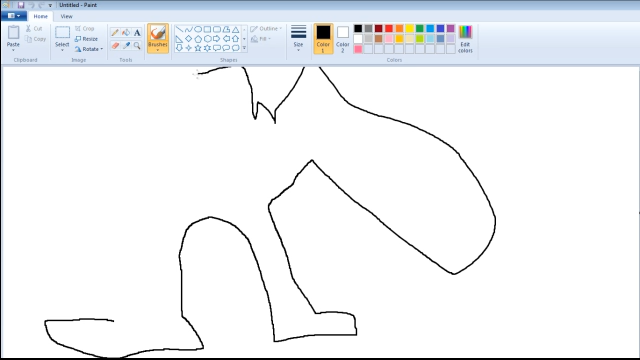 Untitled - Paint
Home View
Paste
Cut
Copy
Clipboard
Select
Crop
Resize
Rotate
Image
Tools
Brushes
Shapes
Outline
Fill
Size
Color 1
Color 2
Colors
Edit colors
A